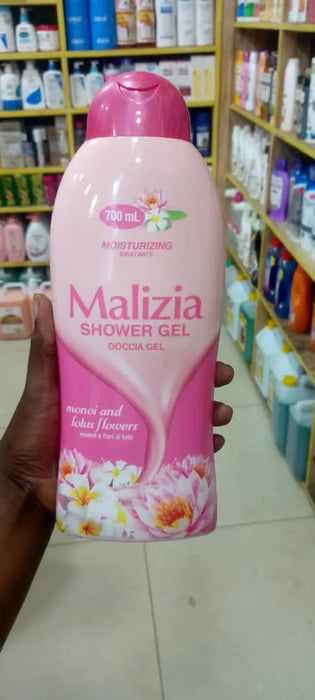 700 mL
MOISTURIZING
IDRATANTE
Malizia
SHOWER GEL
DOCCIA GEL
monoi and
lotus flowers
monoi e fiori di loto